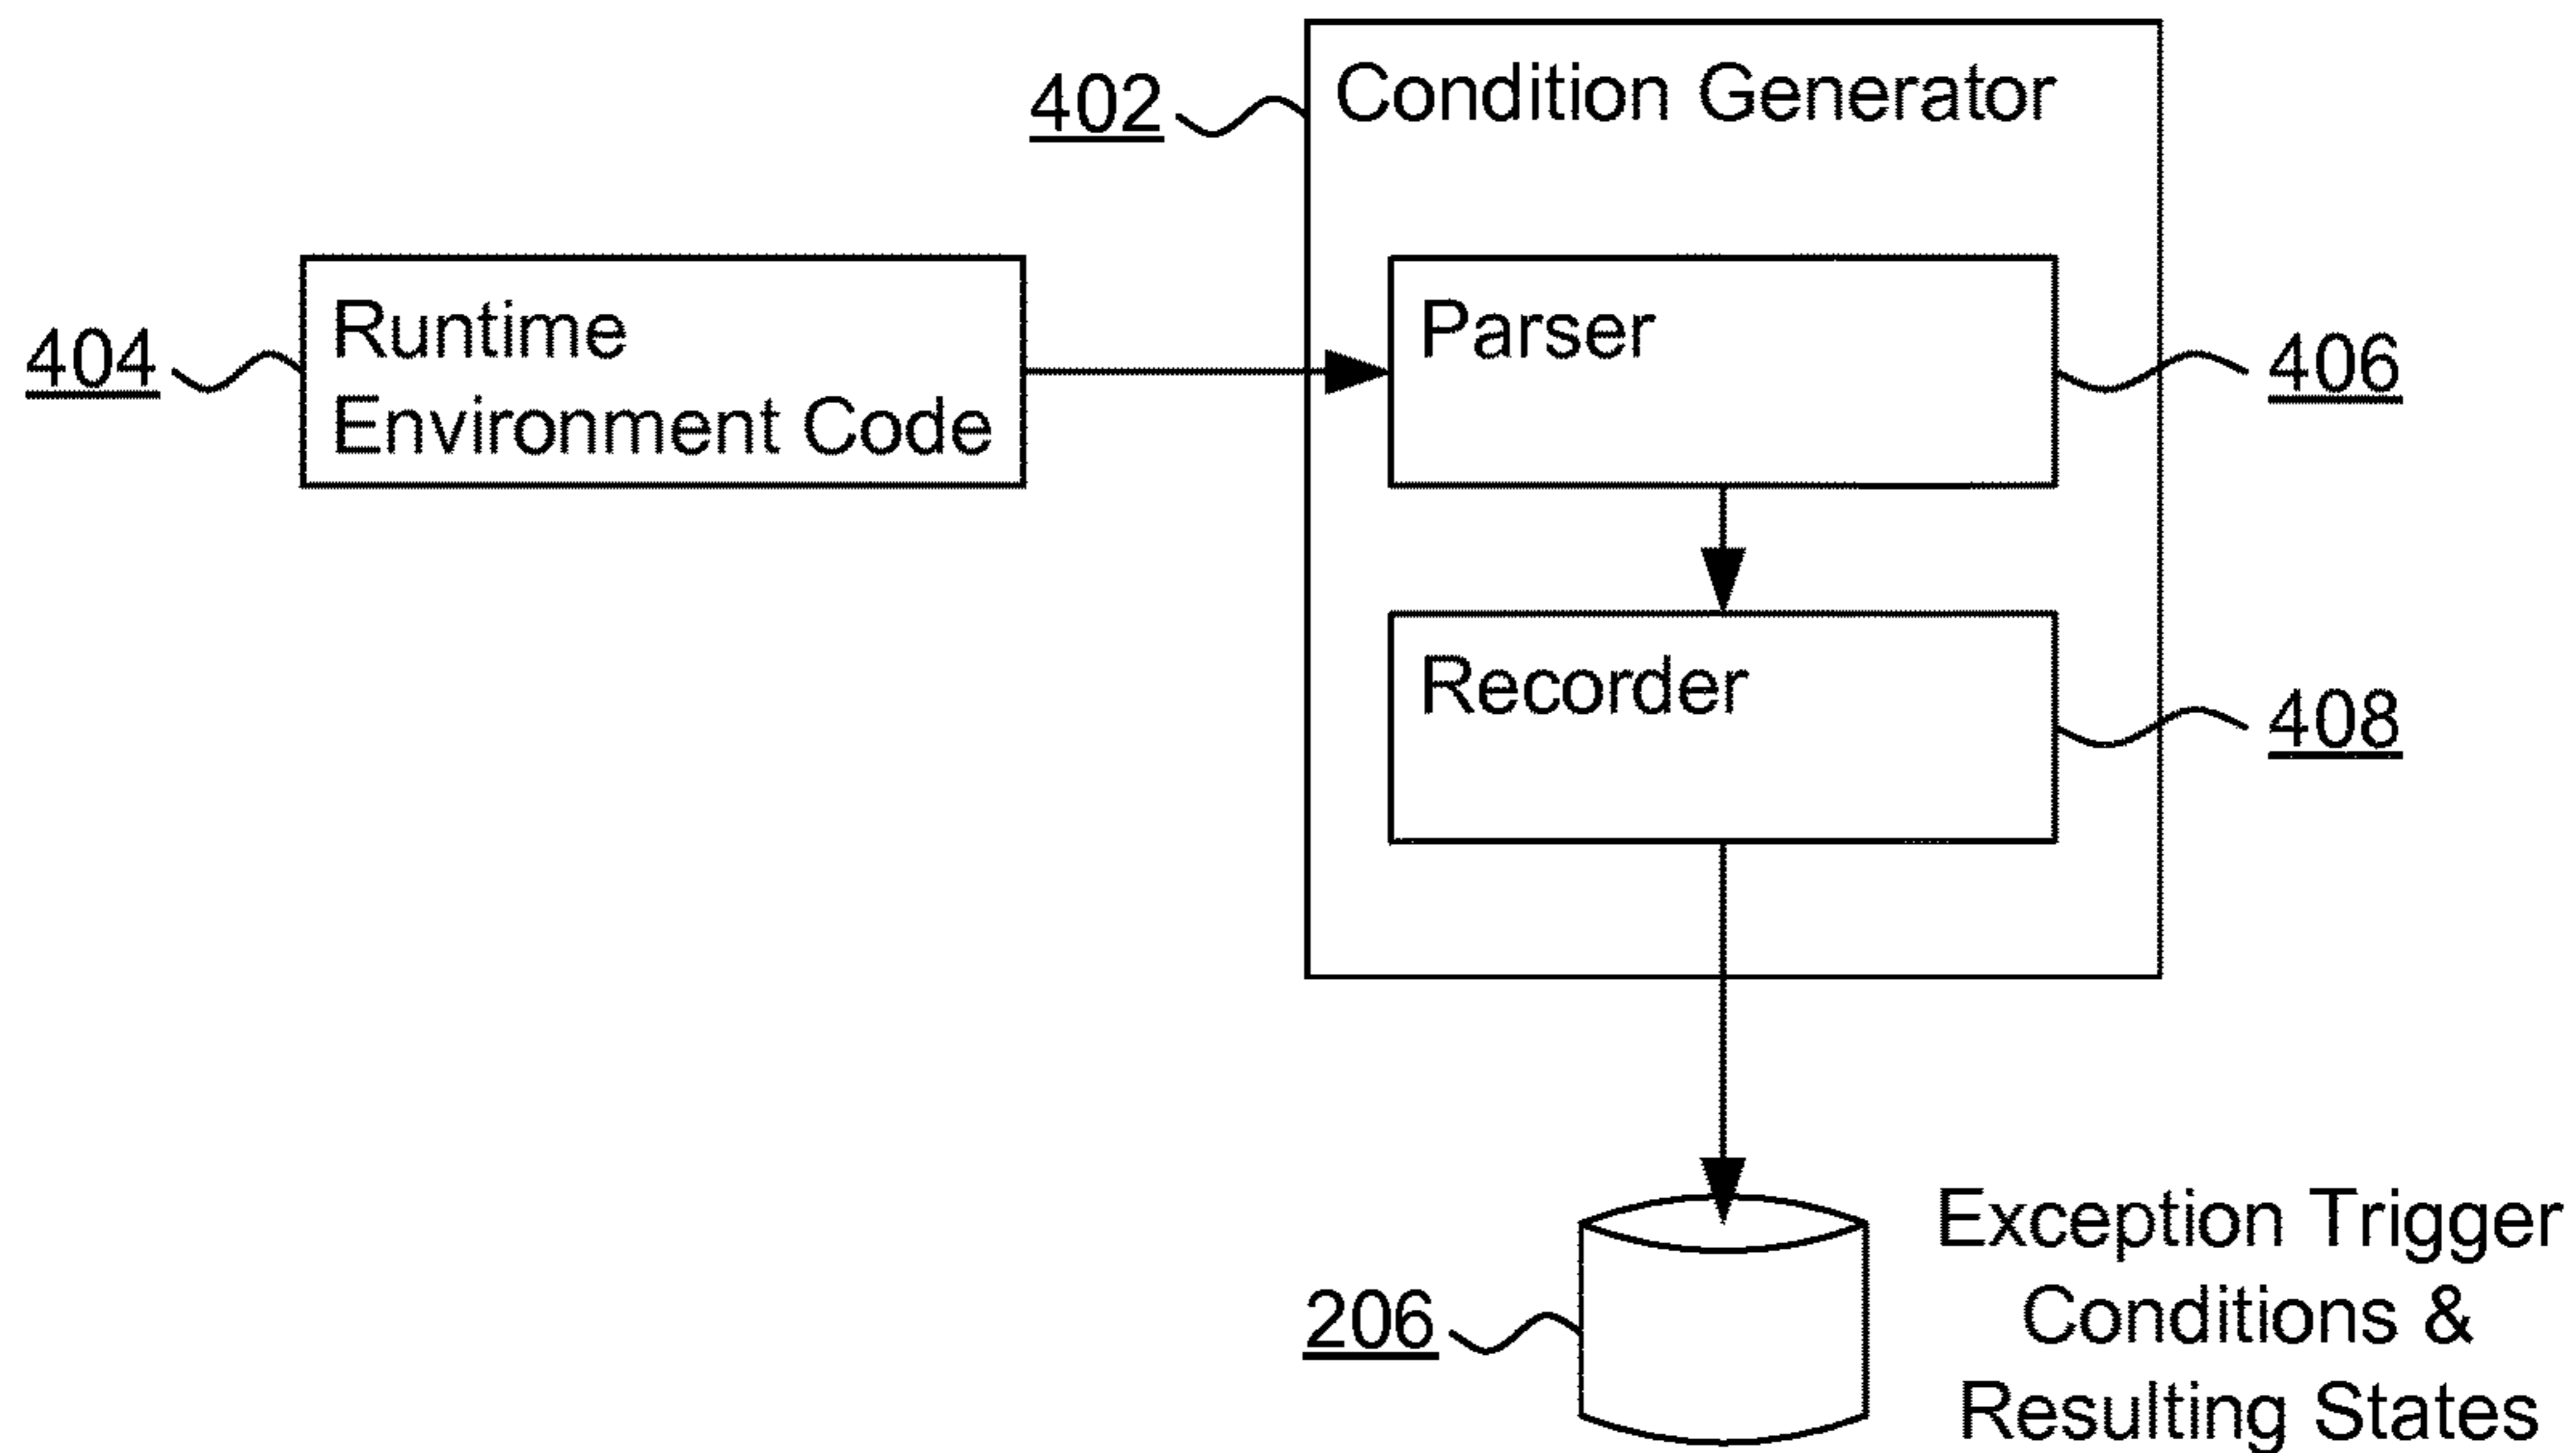 402
Condition Generator
404
Runtime
Environment Code
Parser
406
Recorder
408
206
Exception Trigger
Conditions &
Resulting States